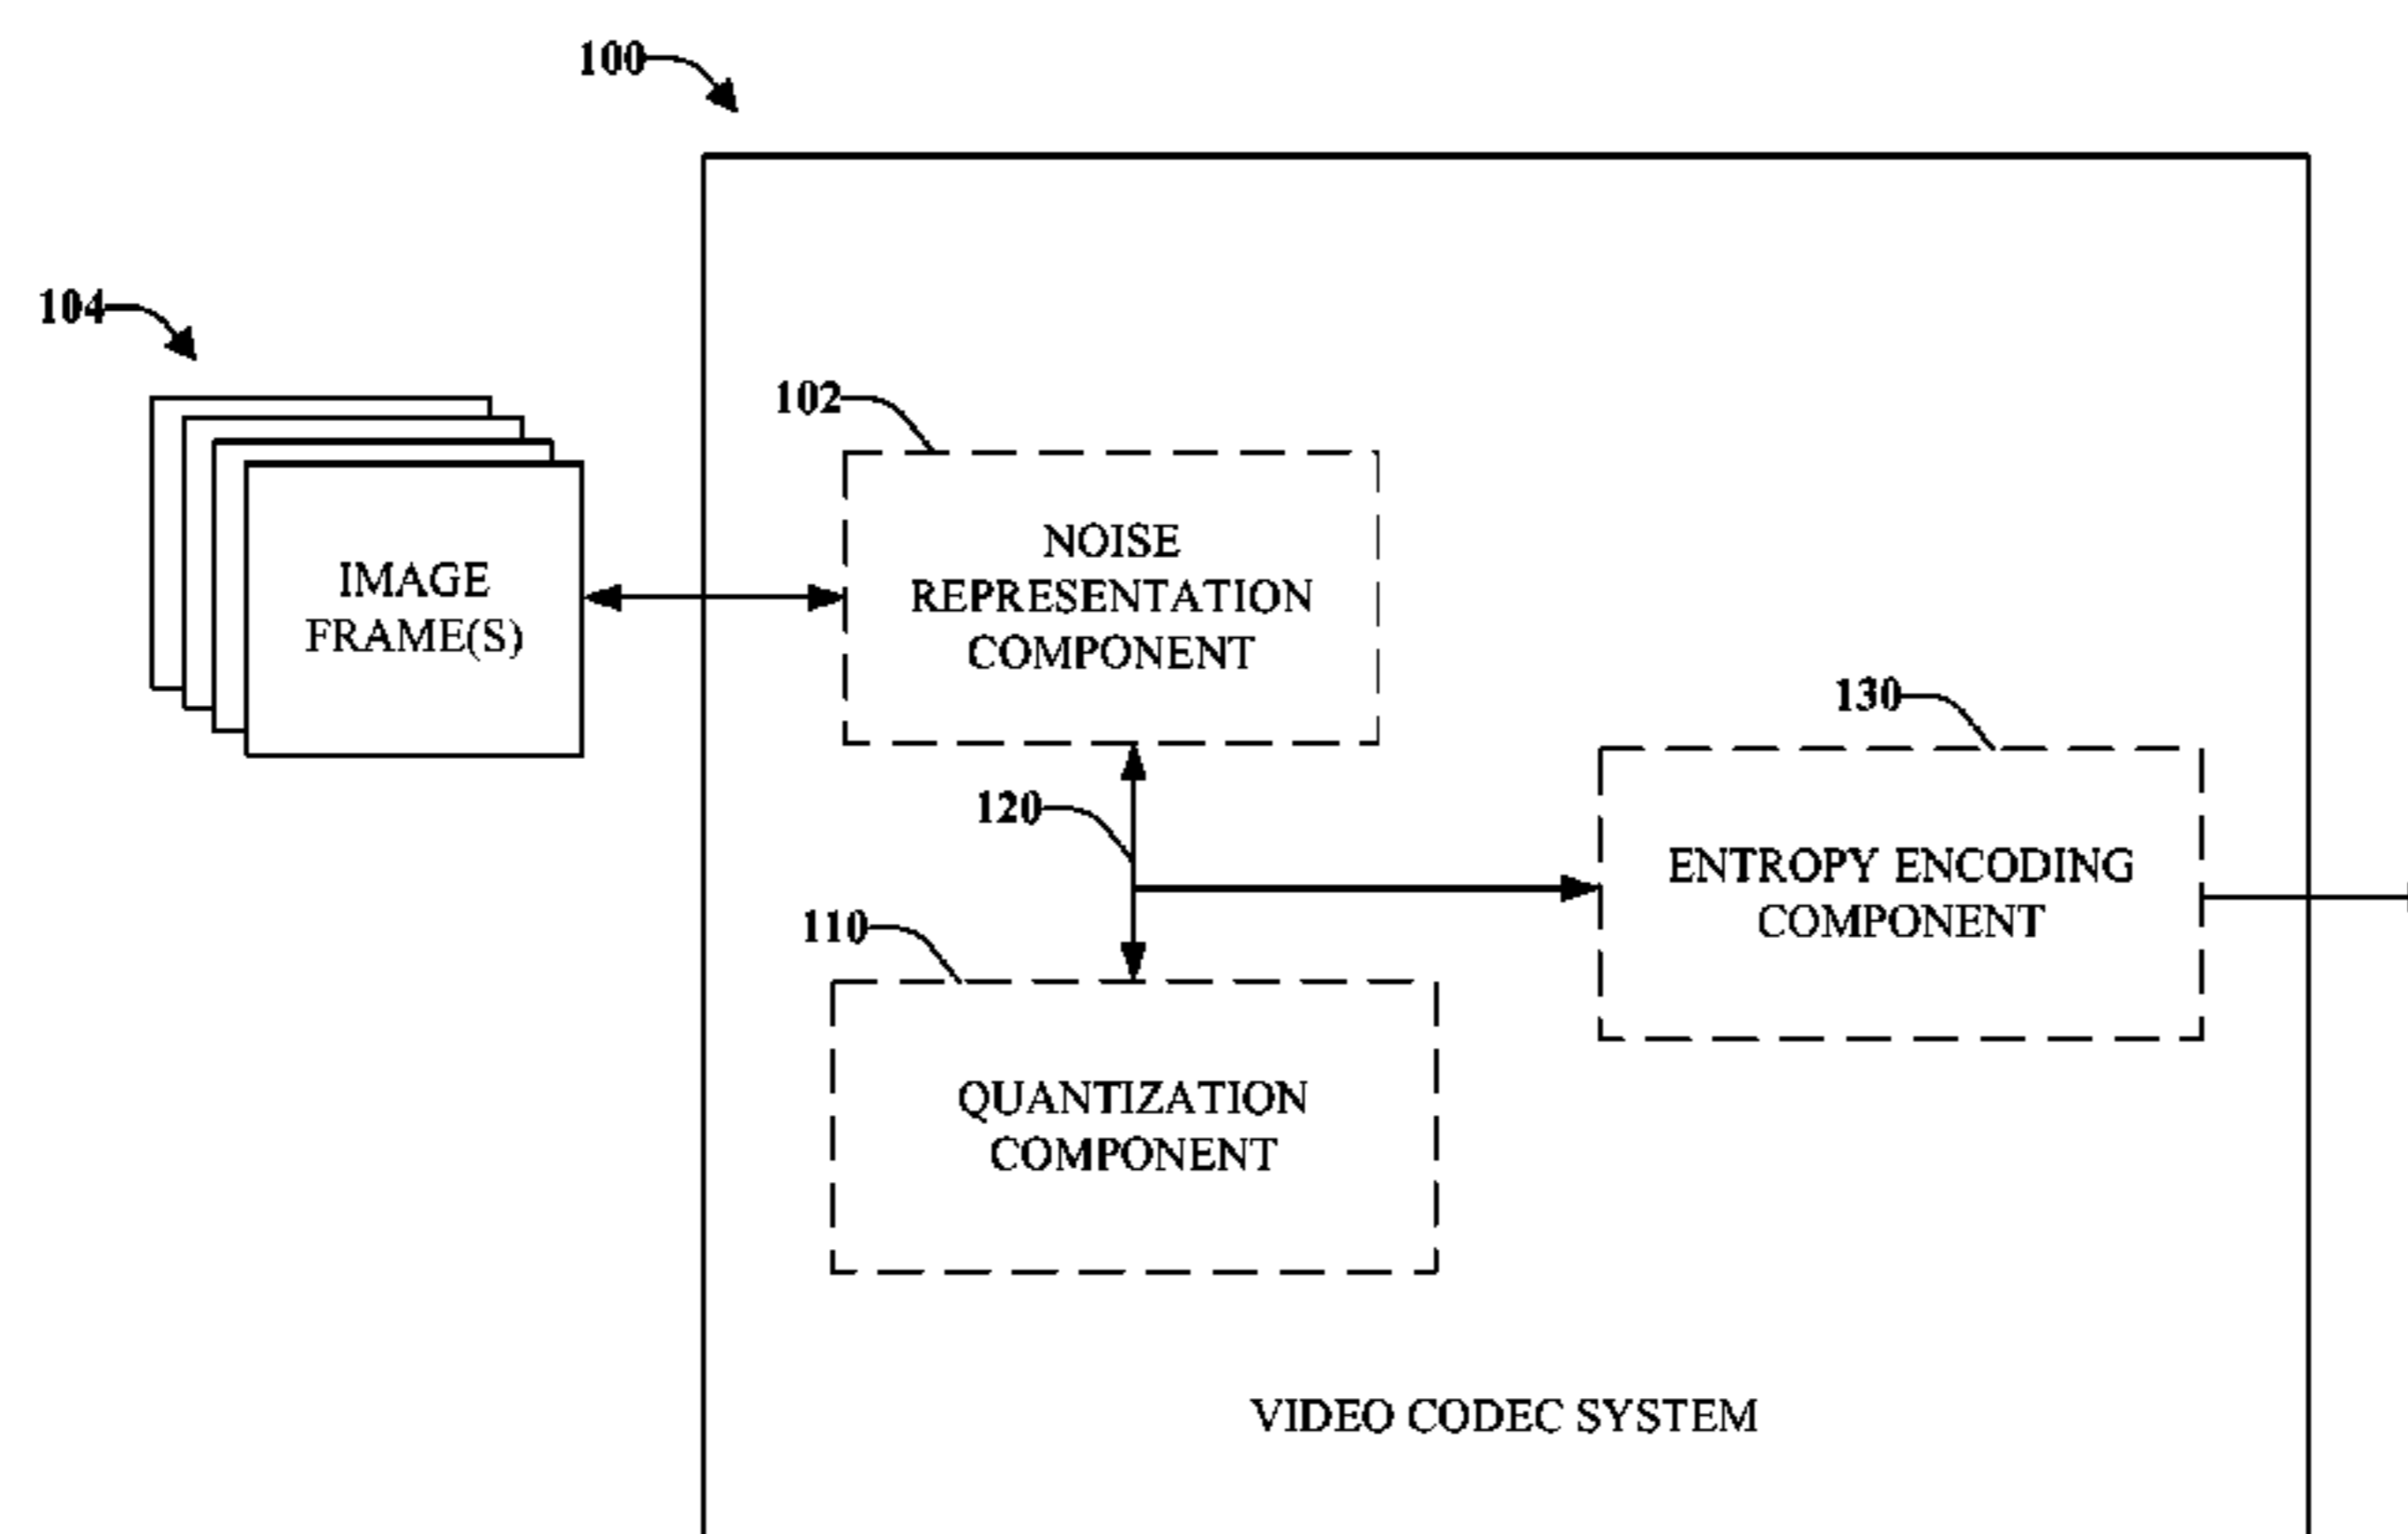 100
104
102
IMAGE
FRAME(S)
NOISE
REPRESENTATION
COMPONENT
130
120
ENTROPY ENCODING
COMPONENT
110
QUANTIZATION
COMPONENT
VIDEO CODEC SYSTEM